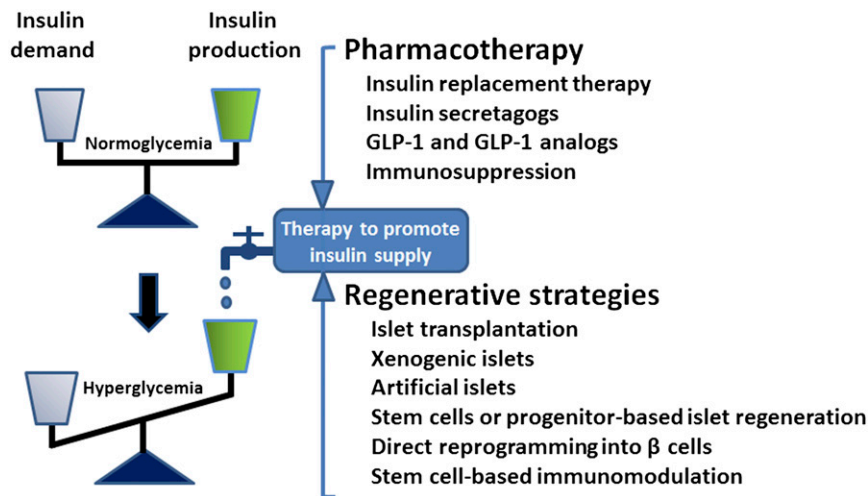 Insulin
demand
Insulin
production
Normoglycemia
Hyperglycemia
Pharmacotherapy
Insulin replacement therapy
Insulin secretagogs
GLP-1 and GLP-1 analogs
Immunosuppression
Therapy to promote
insulin supply
Regenerative strategies
Islet transplantation
Xenogenic islets
Artificial islets
Stem cells or progenitor-based islet regeneration
Direct reprogramming into β cells
Stem cell-based immunomodulation